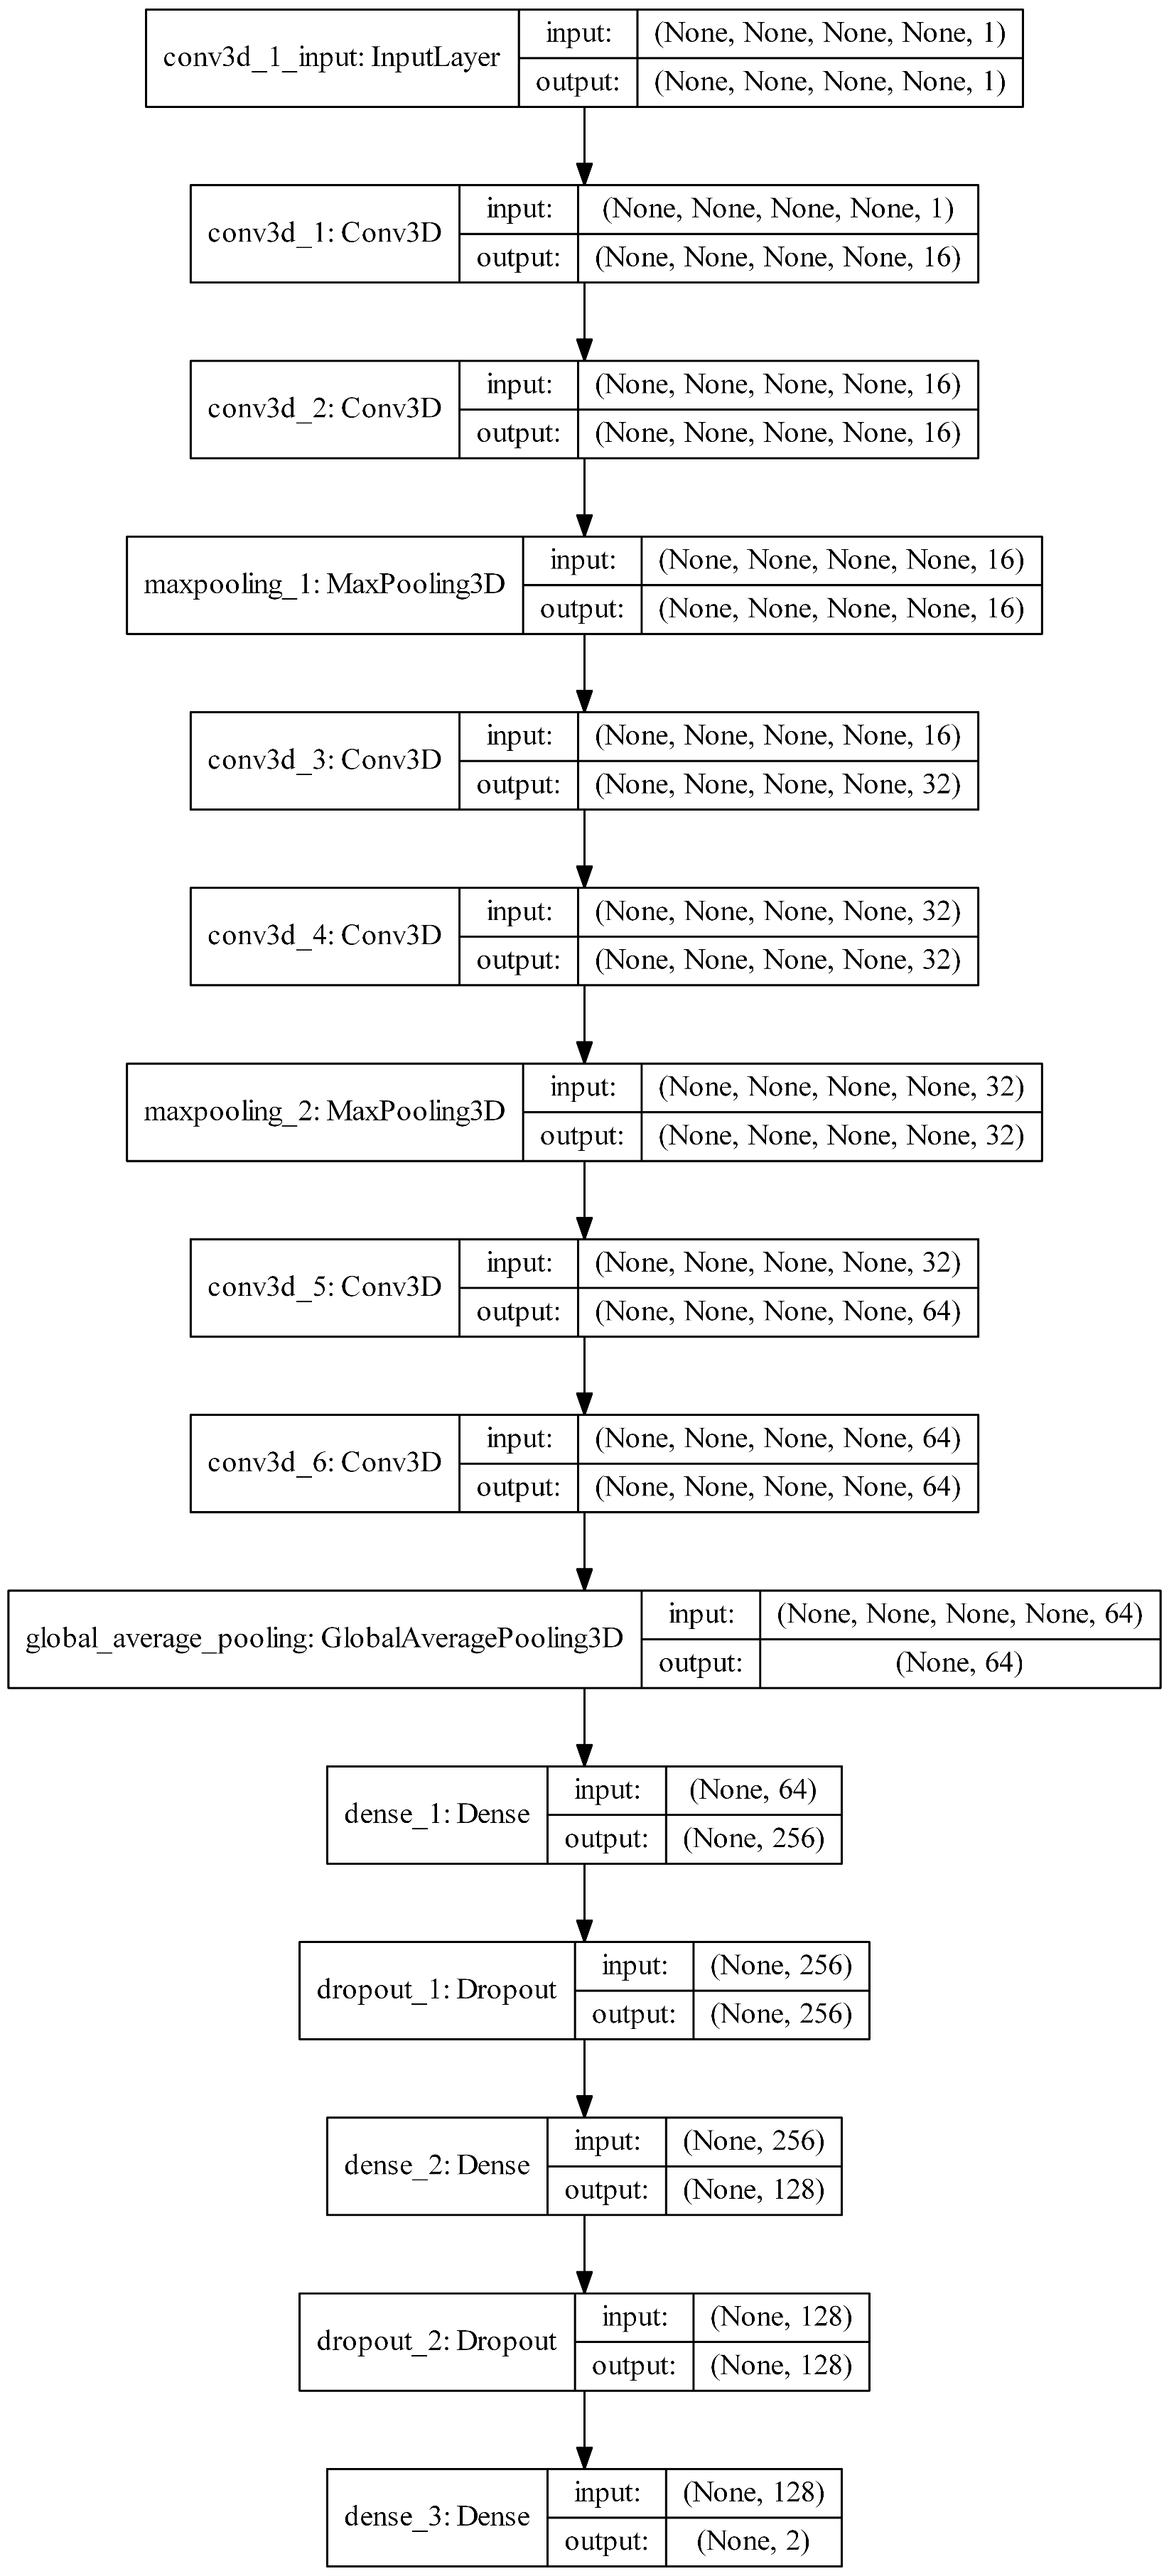 conv3d_1_input: InputLayer
input:
(None, None, None, None, 1)
output:
(None, None, None, None, 1)
conv3d_1: Conv3D
input:
(None, None, None, None, 1)
output:
(None, None, None, None, 16)
conv3d_2: Conv3D
input:
(None, None, None, None, 16)
output:
(None, None, None, None, 16)
maxpooling_1: MaxPooling3D
input:
(None, None, None, None, 16)
output:
(None, None, None, None, 16)
conv3d_3: Conv3D
input:
(None, None, None, None, 16)
output:
(None, None, None, None, 32)
conv3d_4: Conv3D
input:
(None, None, None, None, 32)
output:
(None, None, None, None, 32)
maxpooling_2: MaxPooling3D
input:
(None, None, None, None, 32)
output:
(None, None, None, None, 32)
conv3d_5: Conv3D
input:
(None, None, None, None, 32)
output:
(None, None, None, None, 64)
conv3d_6: Conv3D
input:
(None, None, None, None, 64)
output:
(None, None, None, None, 64)
global_average_pooling: GlobalAveragePooling3D
input:
(None, None, None, None, 64)
output:
(None, 64)
dense_1: Dense
input:
(None, 64)
output:
(None, 256)
dropout_1: Dropout
input:
(None, 256)
output:
(None, 256)
dense_2: Dense
input:
(None, 256)
output:
(None, 128)
dropout_2: Dropout
input:
(None, 128)
output:
(None, 128)
dense_3: Dense
input:
(None, 128)
output:
(None, 2)